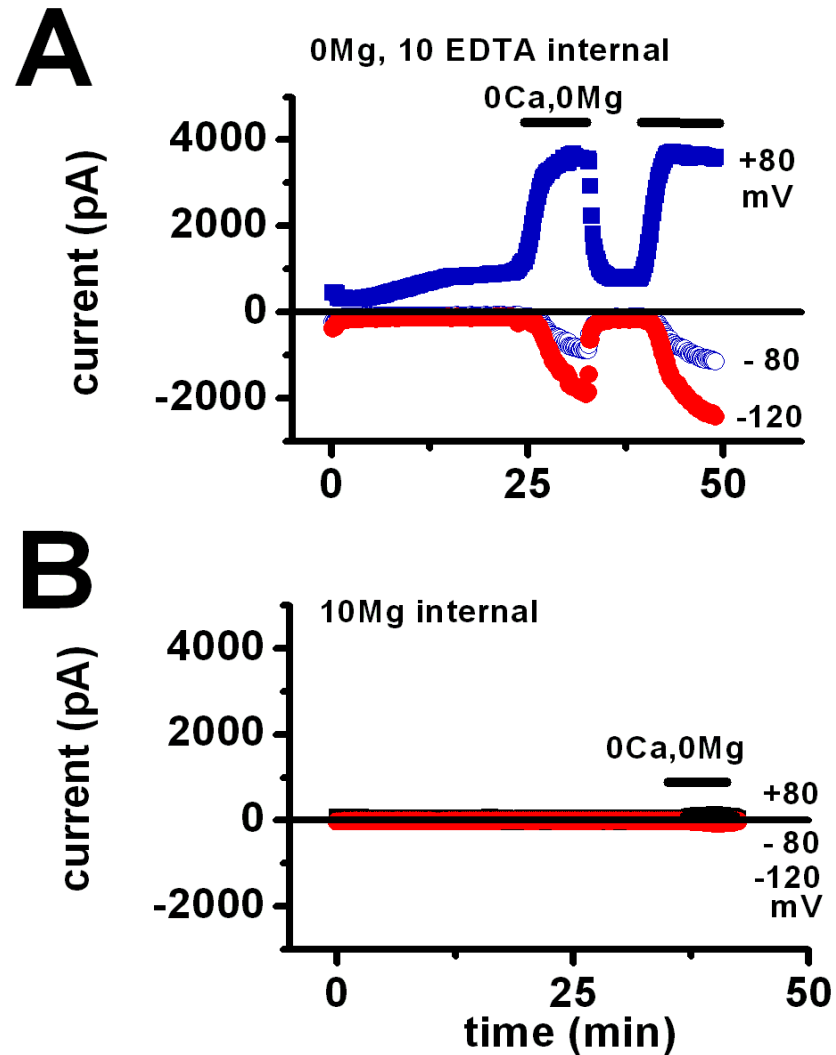 A
0Mg, 10 EDTA internal
0Ca,0Mg
4000
+80
mV
2000
current (pA)
0
- 80
-2000
-120
0
25
50
B
10Mg internal
4000
current (pA)
2000
0Ca,0Mg
+80
0
- 80
-120
-2000
mV
0
25
50
time (min)